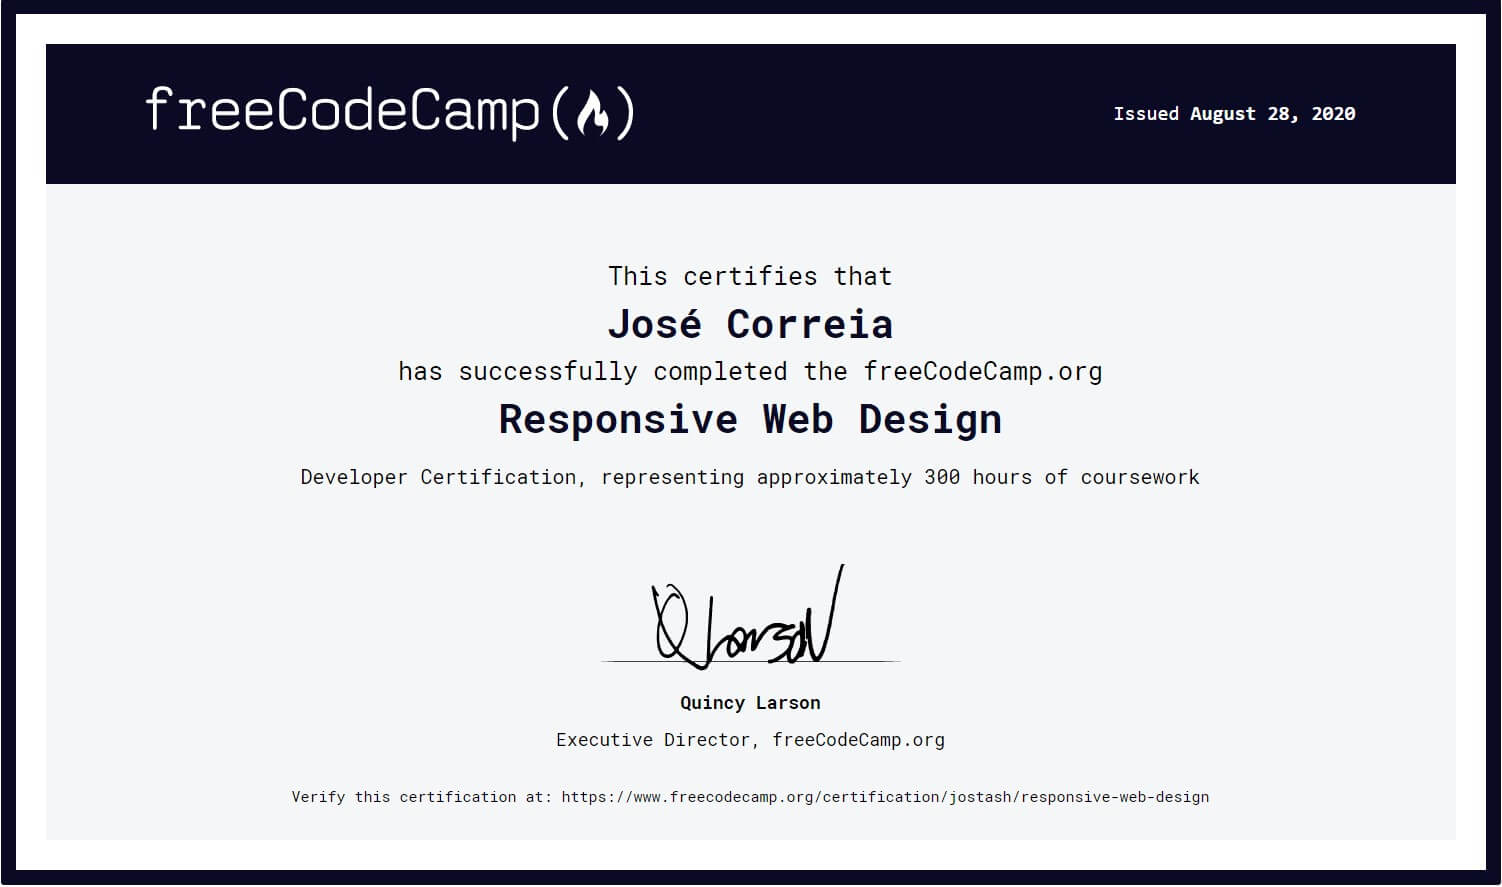 freeCodeCamp(🔥)
Issued August 28, 2020
This certifies that
José Correia
has successfully completed the freeCodeCamp.org
Responsive Web Design
Developer Certification, representing approximately 300 hours of coursework
QLarson
Quincy Larson
Executive Director, freeCodeCamp.org
Verify this certification at: https://www.freecodecamp.org/certification/jostash/responsive-web-design